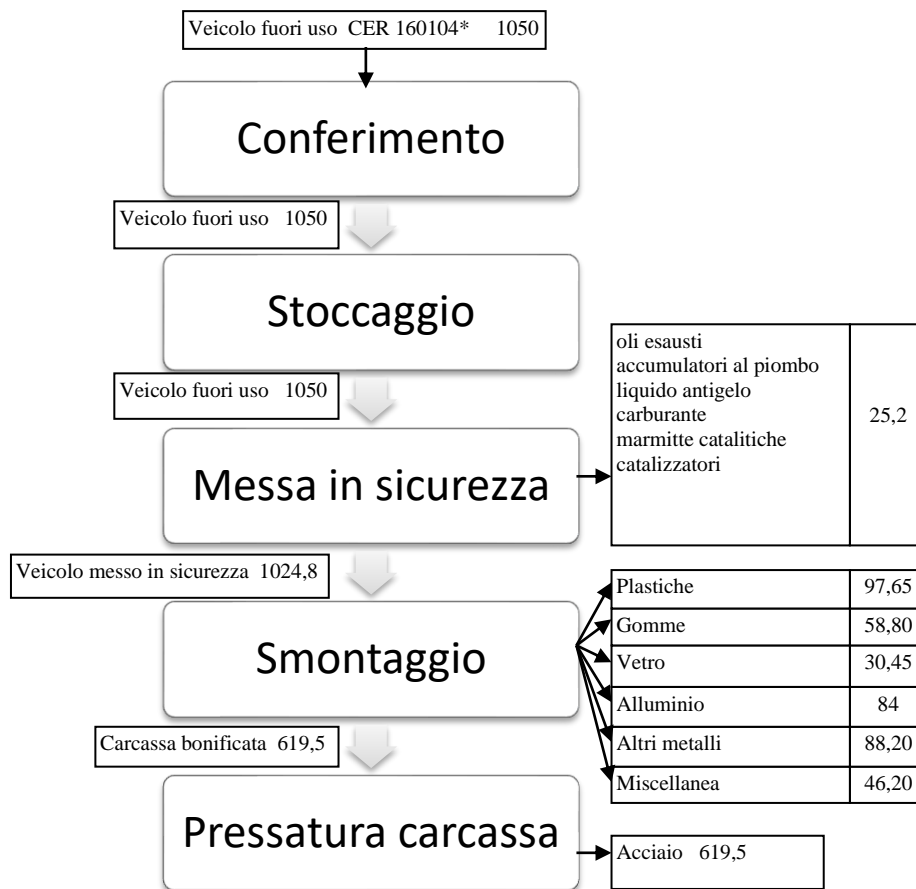 Veicolo fuori uso CER 160104* 1050
Conferimento
Veicolo fuori uso 1050
Stoccaggio
Veicolo fuori uso 1050
oli esausti
accumulatori al piombo
liquido antigelo
carburante
marmitte catalitiche
catalizzatori
25,2
Messa in sicurezza
Veicolo messo in sicurezza 1024,8
Smontaggio
Plastiche 97,65
Gomme 58,80
Vetro 30,45
Alluminio 84
Altri metalli 88,20
Miscellanea 46,20
Carcassa bonificata 619,5
Pressatura carcassa
Acciaio 619,5